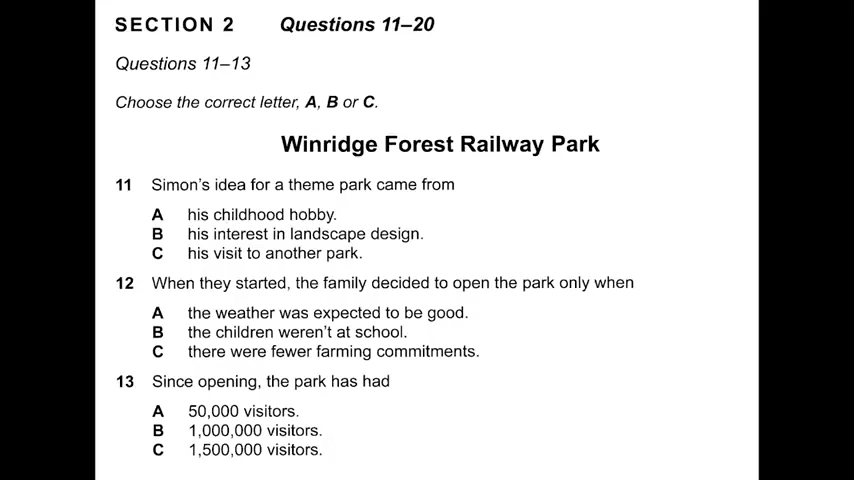 SECTION 2 Questions 11–20
Questions 11–13
Choose the correct letter, A, B or C.
Winridge Forest Railway Park
11 Simon's idea for a theme park came from
A his childhood hobby.
B his interest in landscape design.
C his visit to another park.
12 When they started, the family decided to open the park only when
A the weather was expected to be good.
B the children weren't at school.
C there were fewer farming commitments.
13 Since opening, the park has had
A 50,000 visitors.
B 1,000,000 visitors.
C 1,500,000 visitors.